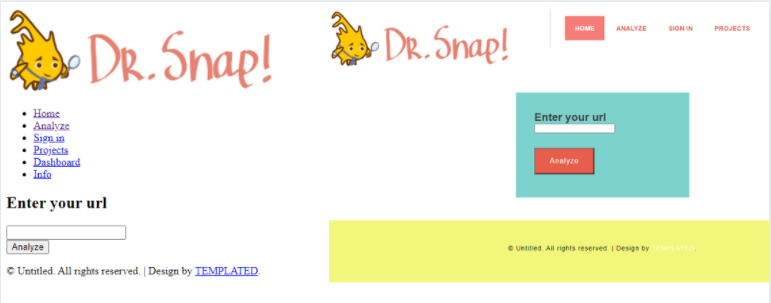 Dr. Snap!
Home
Analyze
Sign in
Projects
Dashboard
Info
Enter your url
Analyze
© Untitled. All rights reserved. | Design by TEMPLATED.
Dr. Snap!
HOME ANALYZE SIGN IN PROJECTS
Enter your url
Analyze
© Untitled. All rights reserved. | Design by TEMPLATED.